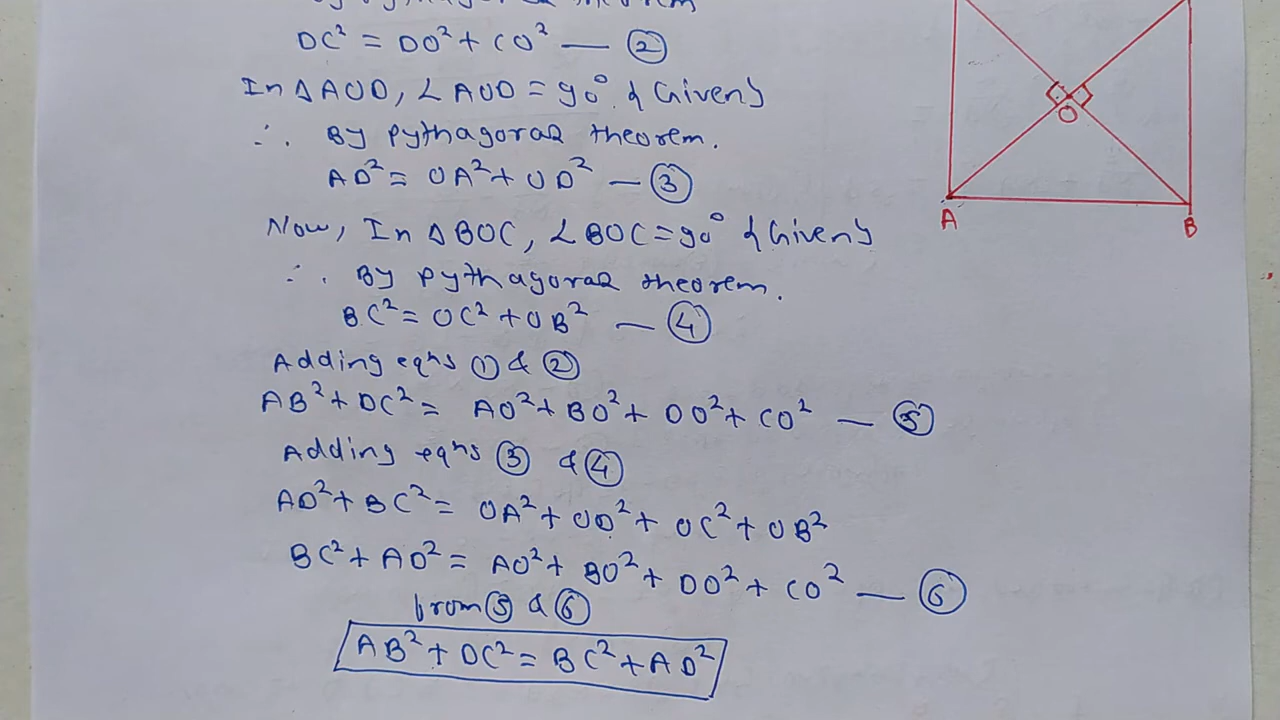 DC² = DO² + CO² — ②
In △AOD, ∠AOD = 90° {Given}
∴ By pythagoras theorem.
AD² = OA² + OD² — ③
Now, In △BOC, ∠BOC = 90° {Given}
∴ By pythagoras theorem.
BC² = OC² + OB² — ④
Adding eqns ① & ②
AB² + DC² = AO² + BO² + DO² + CO² — ⑤
Adding eqns ③ & ④
AD² + BC² = OA² + OD² + OC² + OB²
BC² + AD² = AO² + BO² + DO² + CO² — ⑥
from ⑤ & ⑥
AB² + DC² = BC² + AD²
O
A
B